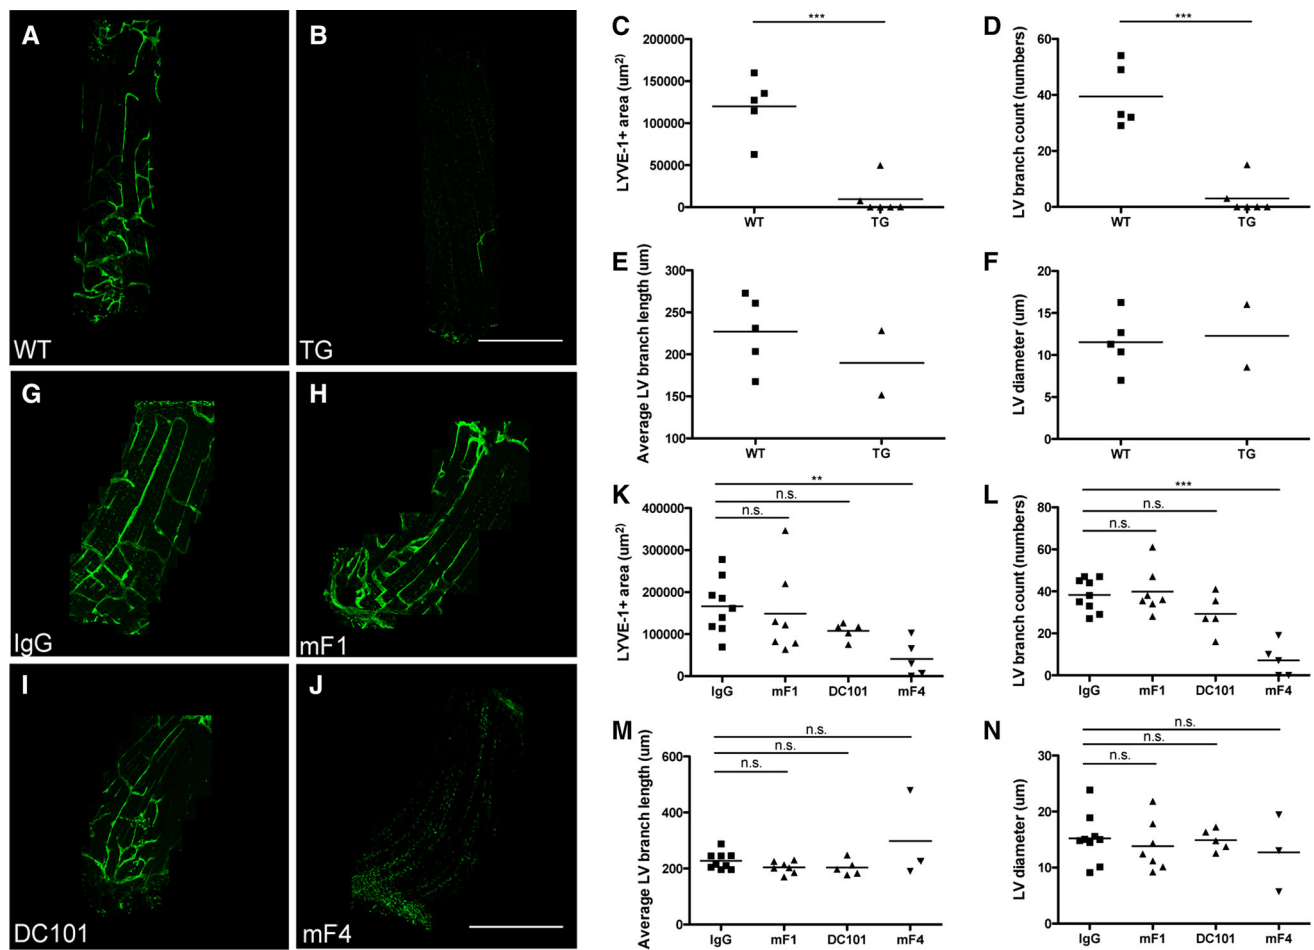 A
WT
B
TG
C
***
LYVE-1+ area (um²)
200000
150000
100000
50000
0
WT TG
D
***
LV branch count (numbers)
60
40
20
0
WT TG
E
Average LV branch length (um)
300
250
200
150
100
WT TG
F
LV diameter (um)
20
15
10
5
0
WT TG
G
IgG
H
mF1
I
DC101
J
mF4
K
**
n.s.
n.s.
LYVE-1+ area (um²)
400000
300000
200000
100000
0
IgG mF1 DC101 mF4
L
***
n.s.
n.s.
LV branch count (numbers)
80
60
40
20
0
IgG mF1 DC101 mF4
M
n.s.
n.s.
n.s.
Average LV branch length (um)
600
400
200
0
IgG mF1 DC101 mF4
N
n.s.
n.s.
n.s.
LV diameter (um)
30
20
10
0
IgG mF1 DC101 mF4